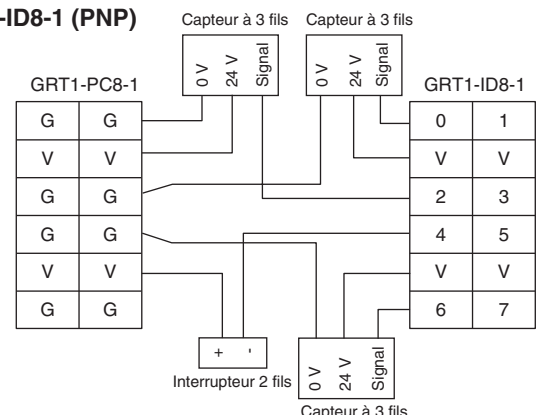 -ID8-1 (PNP)
Capteur à 3 fils Capteur à 3 fils
0 V
24 V
Signal
0 V
24 V
Signal
GRT1-PC8-1
GRT1-ID8-1
G G
V V
G G
G G
V V
G G
0 1
V V
2 3
4 5
V V
6 7
+ -
Interrupteur 2 fils
0 V
24 V
Signal
Capteur à 3 fils